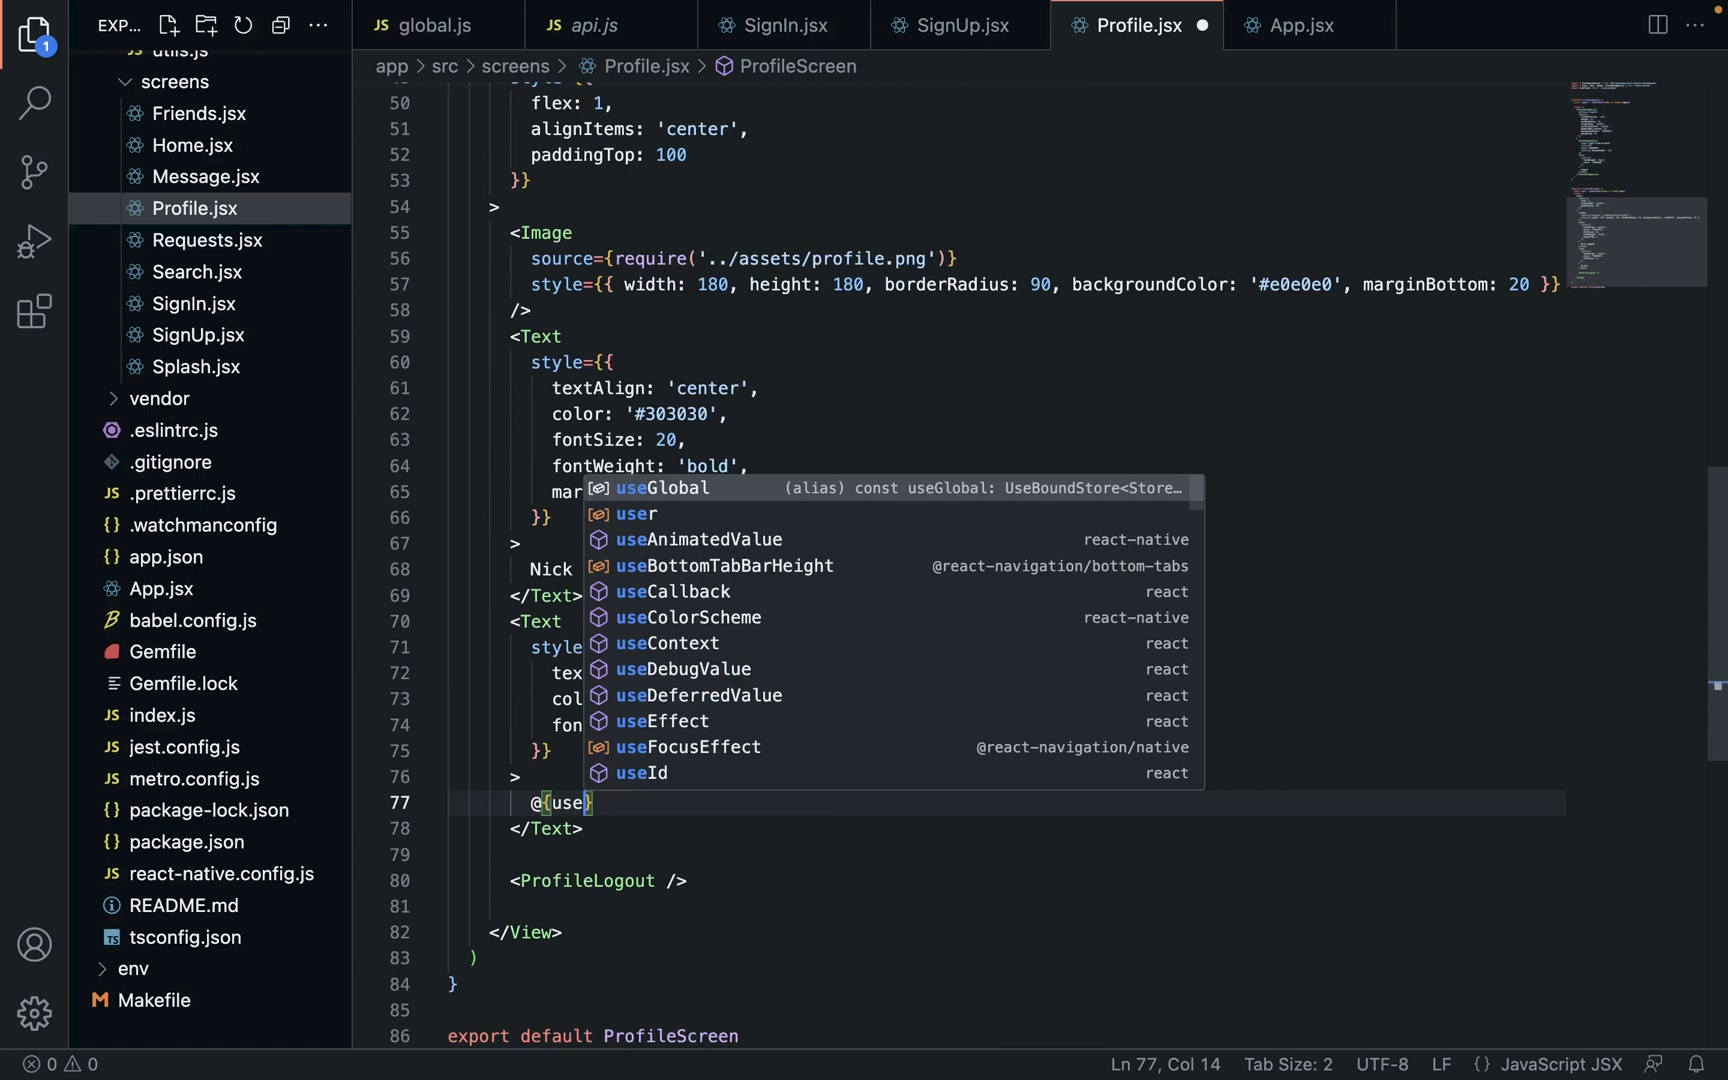 EXP...
global.js
api.js
SignIn.jsx
SignUp.jsx
Profile.jsx
App.jsx
app > src > screens > Profile.jsx > ProfileScreen
1
utils.js
screens
Friends.jsx
Home.jsx
Message.jsx
Profile.jsx
Requests.jsx
Search.jsx
SignIn.jsx
SignUp.jsx
Splash.jsx
vendor
.eslintrc.js
.gitignore
.prettierrc.js
.watchmanconfig
app.json
App.jsx
babel.config.js
Gemfile
Gemfile.lock
index.js
jest.config.js
metro.config.js
package-lock.json
package.json
react-native.config.js
README.md
tsconfig.json
env
Makefile
50 flex: 1,
51 alignItems: 'center',
52 paddingTop: 100
53 }}
54 >
55 <Image
56 source={require('../assets/profile.png')}
57 style={{ width: 180, height: 180, borderRadius: 90, backgroundColor: '#e0e0e0', marginBottom: 20 }}
58 />
59 <Text
60 style={{
61 textAlign: 'center',
62 color: '#303030',
63 fontSize: 20,
64 fontWeight: 'bold',
65 mar
66 }}
67 >
68 Nick
69 </Text>
70 <Text
71 style
72 tex
73 col
74 fon
75 }}
76 >
77 @{use}
78 </Text>
79
80 <ProfileLogout />
81
82 </View>
83 )
84 }
85
86 export default ProfileScreen
useGlobal (alias) const useGlobal: UseBoundStore<Store…
user
useAnimatedValue react-native
useBottomTabBarHeight @react-navigation/bottom-tabs
useCallback react
useColorScheme react-native
useContext react
useDebugValue react
useDeferredValue react
useEffect react
useFocusEffect @react-navigation/native
useId react
0 0
Ln 77, Col 14
Tab Size: 2
UTF-8
LF
{} JavaScript JSX